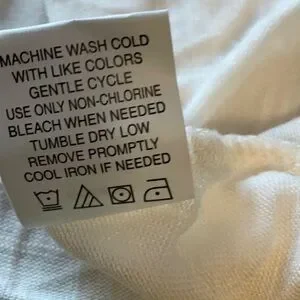 MACHINE WASH COLD
WITH LIKE COLORS
GENTLE CYCLE
USE ONLY NON-CHLORINE
BLEACH WHEN NEEDED
TUMBLE DRY LOW
REMOVE PROMPTLY
COOL IRON IF NEEDED